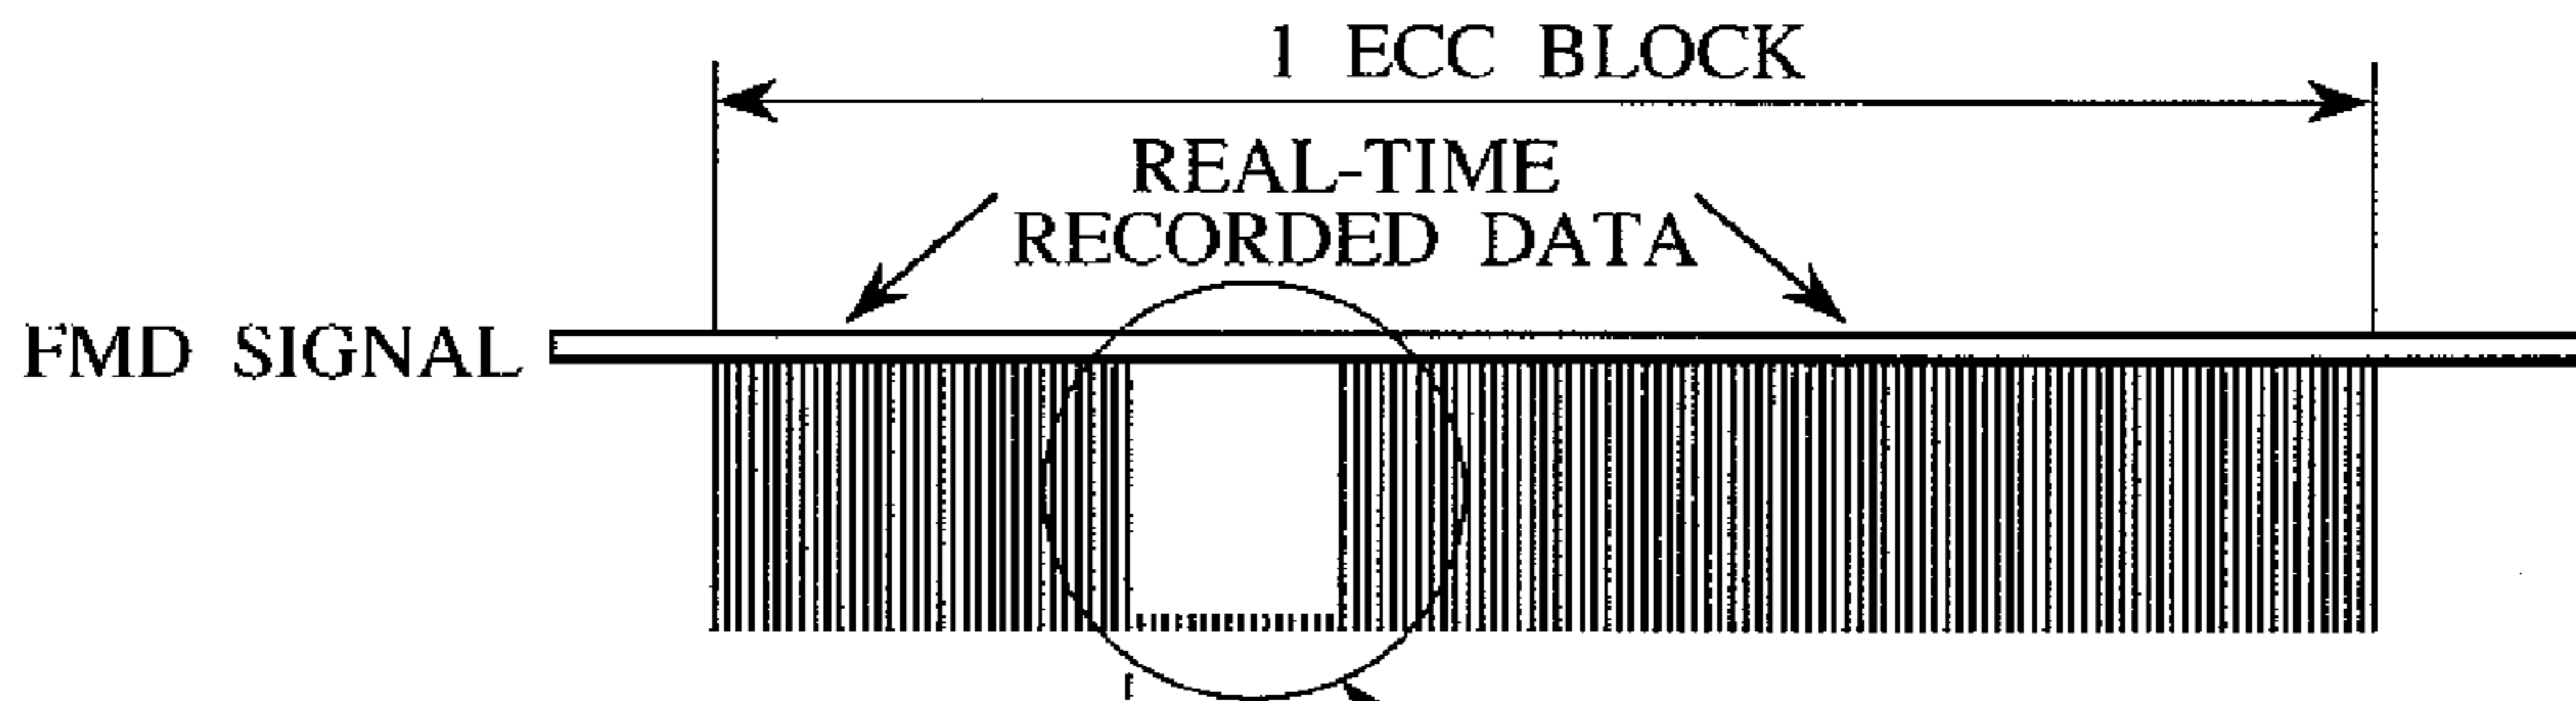 1 ECC BLOCK
REAL-TIME
RECORDED DATA
FMD SIGNAL